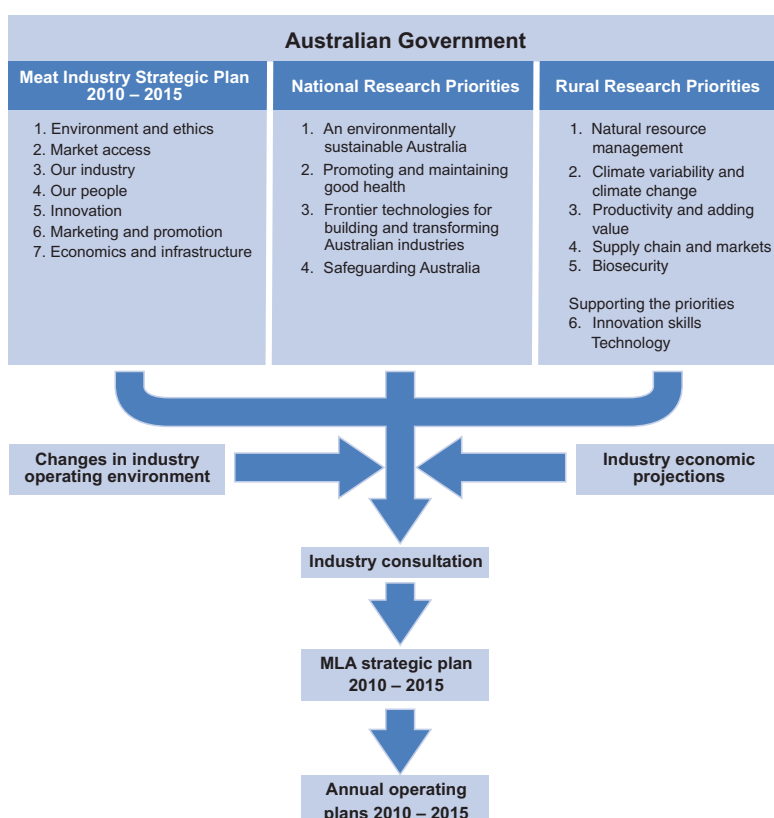 Australian Government
Meat Industry Strategic Plan
2010 – 2015
1. Environment and ethics
2. Market access
3. Our industry
4. Our people
5. Innovation
6. Marketing and promotion
7. Economics and infrastructure
National Research Priorities
1. An environmentally
sustainable Australia
2. Promoting and maintaining
good health
3. Frontier technologies for
building and transforming
Australian industries
4. Safeguarding Australia
Rural Research Priorities
1. Natural resource
management
2. Climate variability and
climate change
3. Productivity and adding
value
4. Supply chain and markets
5. Biosecurity
Supporting the priorities
6. Innovation skills
Technology
Changes in industry
operating environment
Industry economic
projections
Industry consultation
MLA strategic plan
2010 – 2015
Annual operating
plans 2010 – 2015